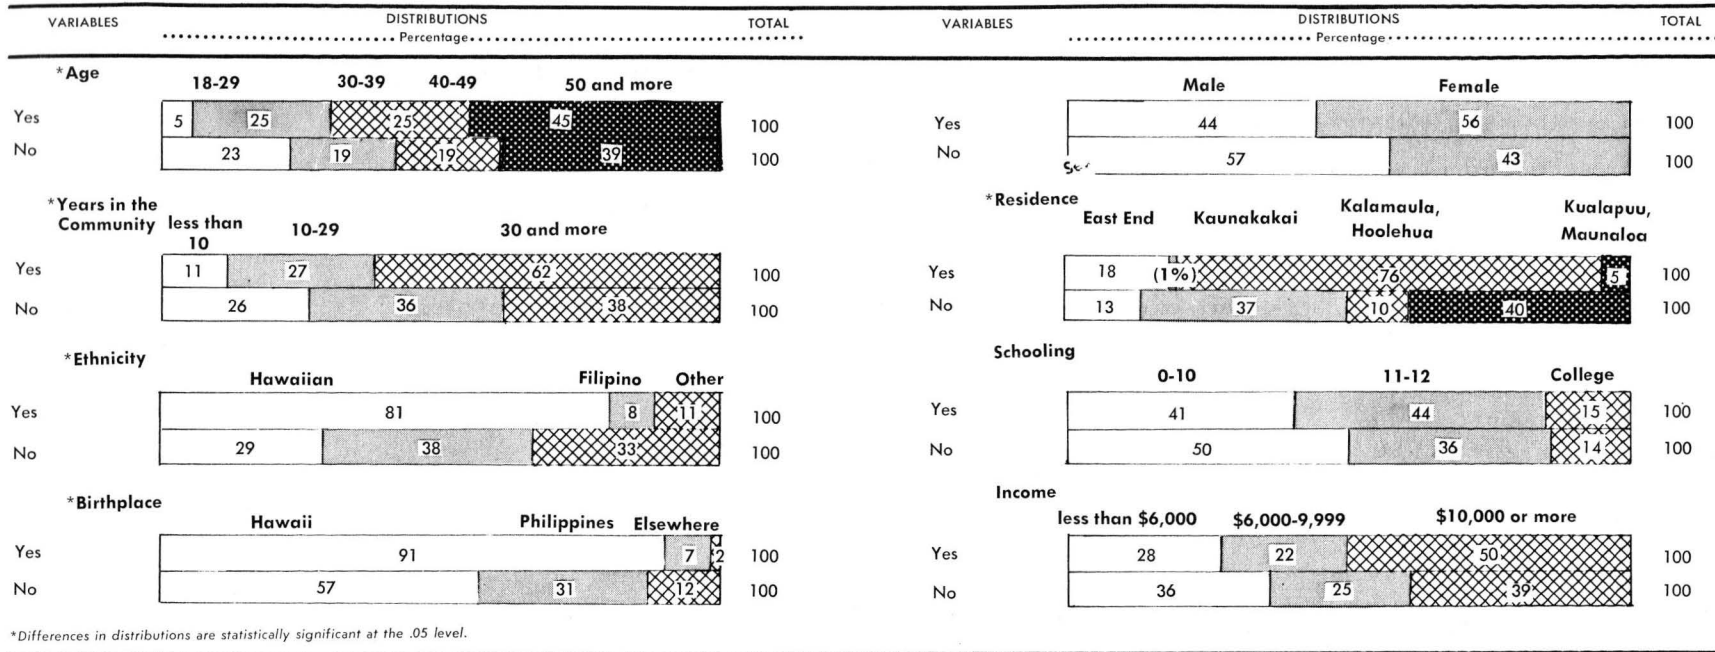 VARIABLES DISTRIBUTIONS TOTAL
Percentage
*Age
18-29 30-39 40-49 50 and more
Yes 5 25 25 45 100
No 23 19 19 39 100
*Years in the
Community less than
10 10-29 30 and more
Yes 11 27 62 100
No 26 36 38 100
*Ethnicity
Hawaiian Filipino Other
Yes 81 8 11 100
No 29 38 33 100
*Birthplace
Hawaii Philippines Elsewhere
Yes 91 7 2 100
No 57 31 12 100
VARIABLES DISTRIBUTIONS TOTAL
Percentage
Male Female
Yes 44 56 100
No 57 43 100
*Residence
East End Kaunakakai Kalamaula, Hoolehua Kualapuu, Maunaloa
Yes 18 (1%) 76 5 100
No 13 37 10 40 100
Schooling
0-10 11-12 College
Yes 41 44 15 100
No 50 36 14 100
Income
less than $6,000 $6,000-9,999 $10,000 or more
Yes 28 22 50 100
No 36 25 39 100
*Differences in distributions are statistically significant at the .05 level.